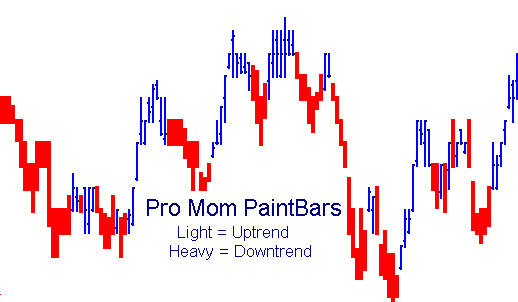 Pro Mom PaintBars
Light = Uptrend
Heavy = Downtrend